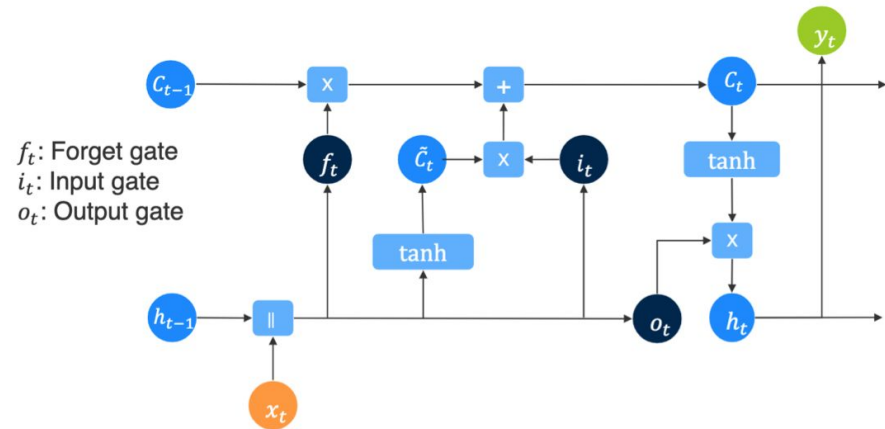 y_t
C_{t−1}
x
+
C_t
f_t: Forget gate
i_t: Input gate
o_t: Output gate
f_t
C̃_t
x
i_t
tanh
tanh
x
h_{t−1}
||
o_t
h_t
x_t